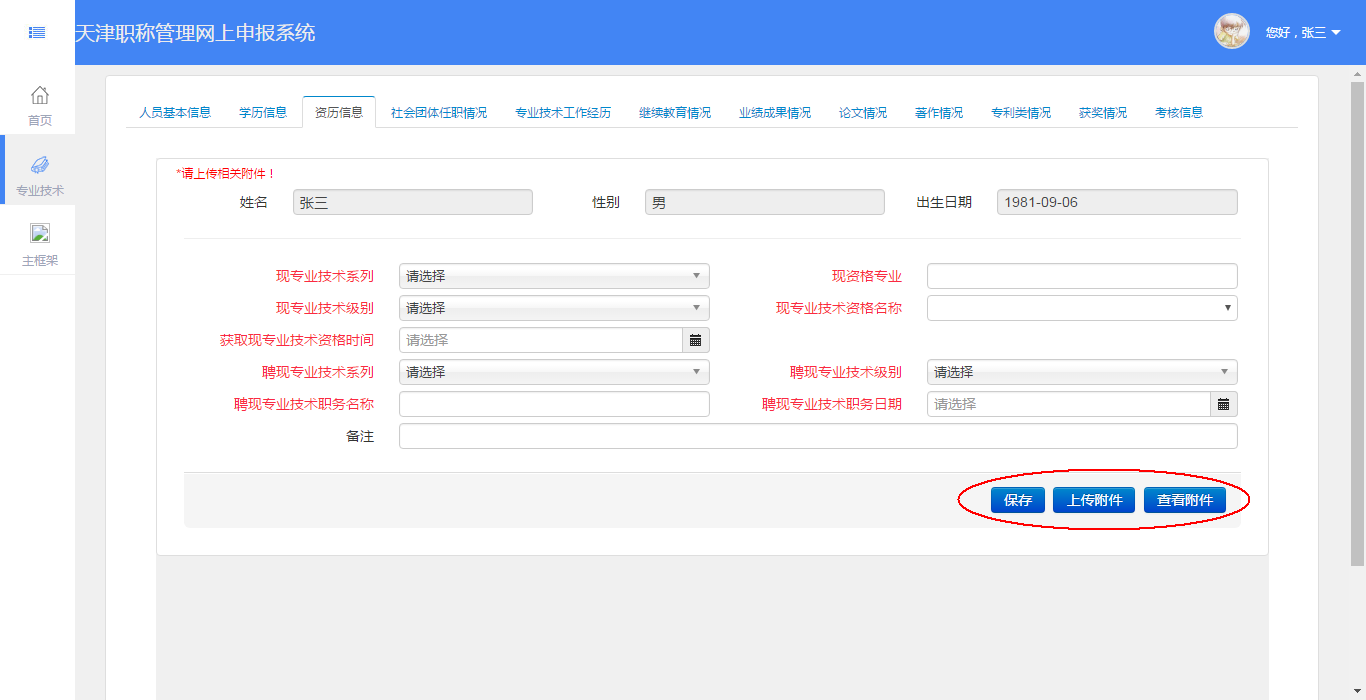 天津职称管理网上申报系统
您好，张三
首页
专业技术
主框架
人员基本信息 学历信息 资历信息 社会团体任职情况 专业技术工作经历 继续教育情况 业绩成果情况 论文情况 著作情况 专利类情况 获奖情况 考核信息
*请上传相关附件！
姓名 张三 性别 男 出生日期 1981-09-06
现专业技术系列 请选择 现资格专业
现专业技术级别 请选择 现专业技术资格名称
获取现专业技术资格时间 请选择
聘现专业技术系列 请选择 聘现专业技术级别 请选择
聘现专业技术职务名称 聘现专业技术职务日期 请选择
备注
保存 上传附件 查看附件